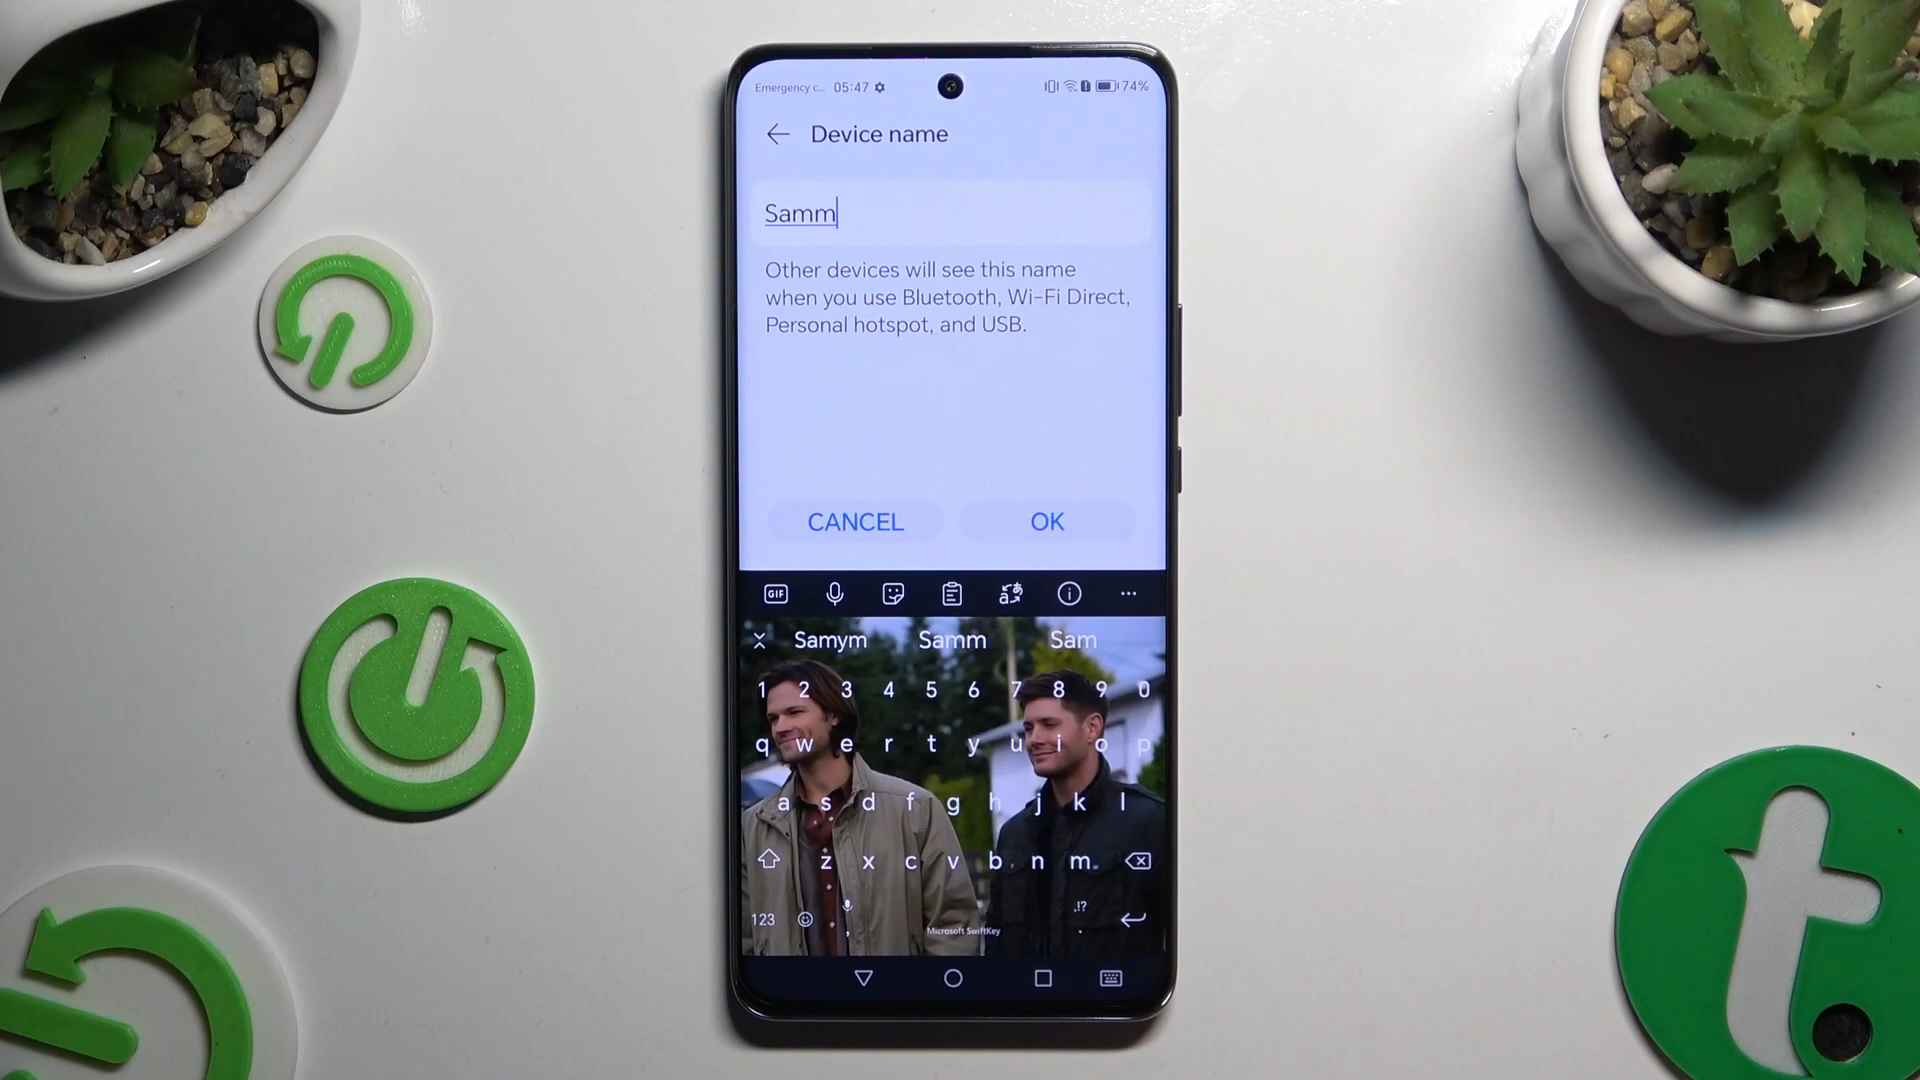 Emergency c... 05:47 74%
Device name
Samm
Other devices will see this name
when you use Bluetooth, Wi-Fi Direct,
Personal hotspot, and USB.
CANCEL OK
GIF
Samym Samm Sam
1 2 3 4 5 6 7 8 9 0
q w e r t y u i o p
a s d f g h j k l
z x c v b n m
123 , ,!? .
Microsoft SwiftKey